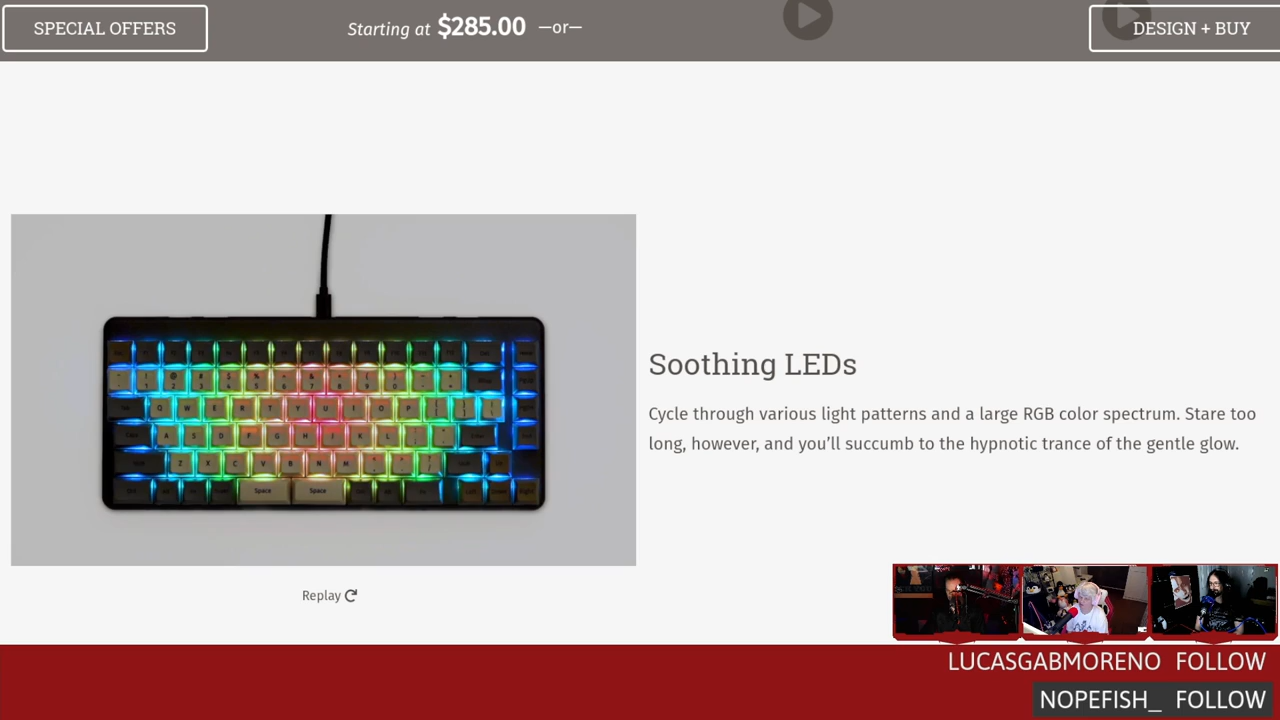 SPECIAL OFFERS
Starting at $285.00 —or—
DESIGN + BUY
Soothing LEDs
Cycle through various light patterns and a large RGB color spectrum. Stare too
long, however, and you’ll succumb to the hypnotic trance of the gentle glow.
Q W E R T Y U I O P
A S D F G H J K L
Z X C V B N M
Space Space
Replay
LUCASGABMORENO FOLLOW
NOPEFISH_ FOLLOW